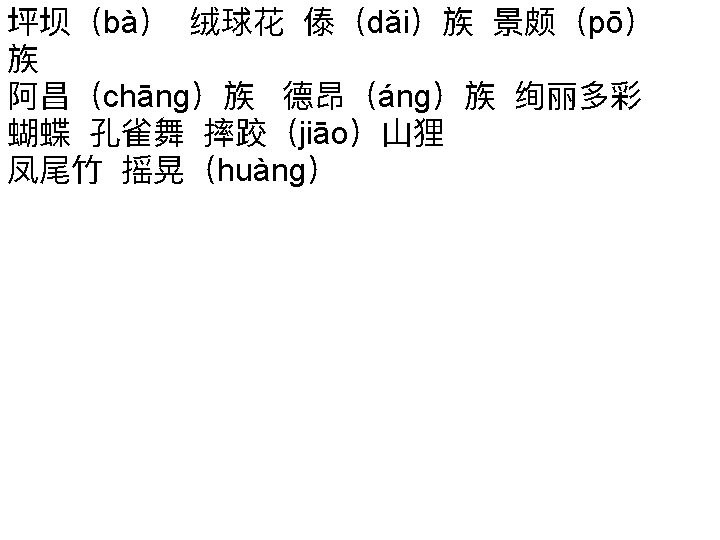 坪坝（bà） 绒球花 傣（dǎi）族 景颇（pō）
族
阿昌（chāng）族 德昂（áng）族 绚丽多彩
蝴蝶 孔雀舞 摔跤（jiāo）山狸
凤尾竹 摇晃（huàng）